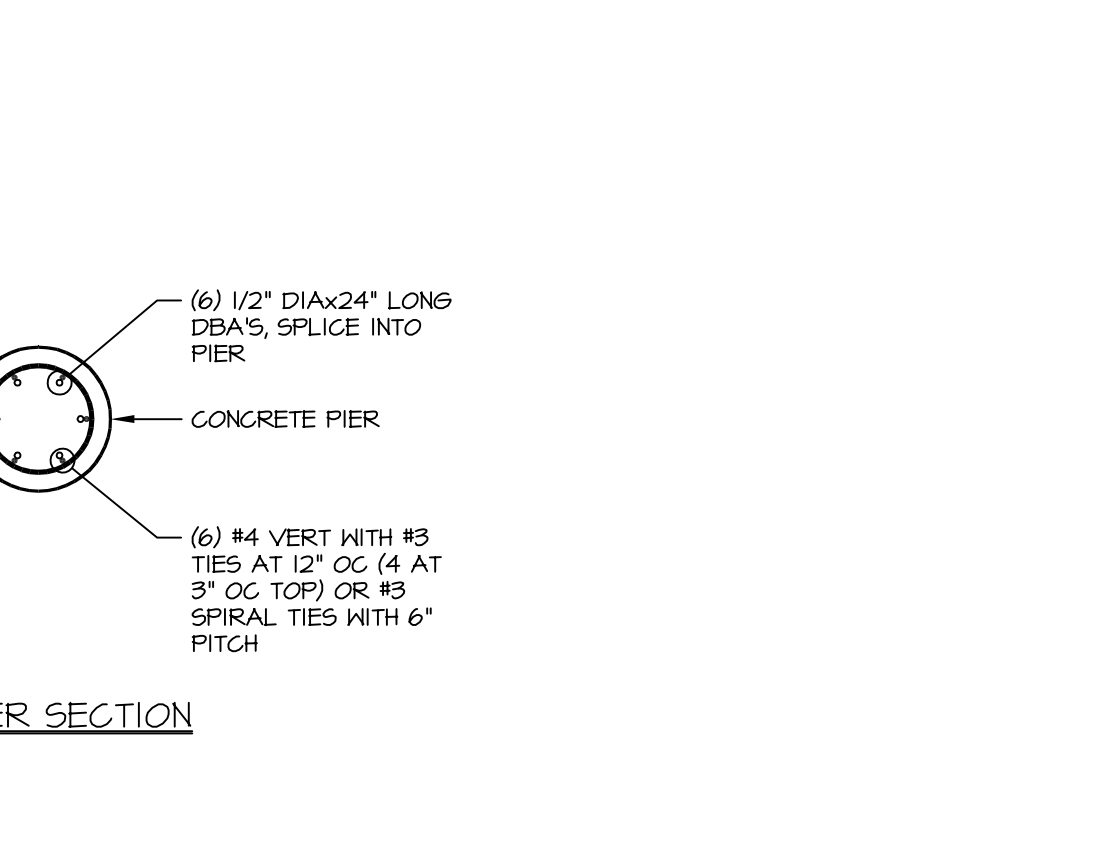 (6) 1/2" DIAx24" LONG
DBA'S, SPLICE INTO
PIER
CONCRETE PIER
(6) #4 VERT WITH #3
TIES AT 12" OC (4 AT
3" OC TOP) OR #3
SPIRAL TIES WITH 6"
PITCH
ER SECTION